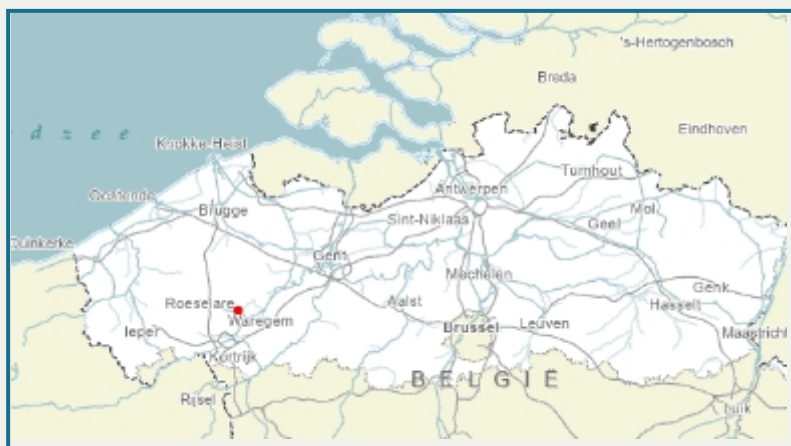 's-Hertogenbosch
Breda
d z e e
Eindhoven
Knokke-Heist
Turnhout
Antwerpen
Oostende
Brugge
Sint-Niklaas
Mol
Geel
Duinkerke
Gent
Mechelen
Genk
Roeselare
Aalst
Hasselt
Ieper
Waregem
Brussel
Leuven
Maastricht
Kortrijk
BELGIË
Rijsel
Luik